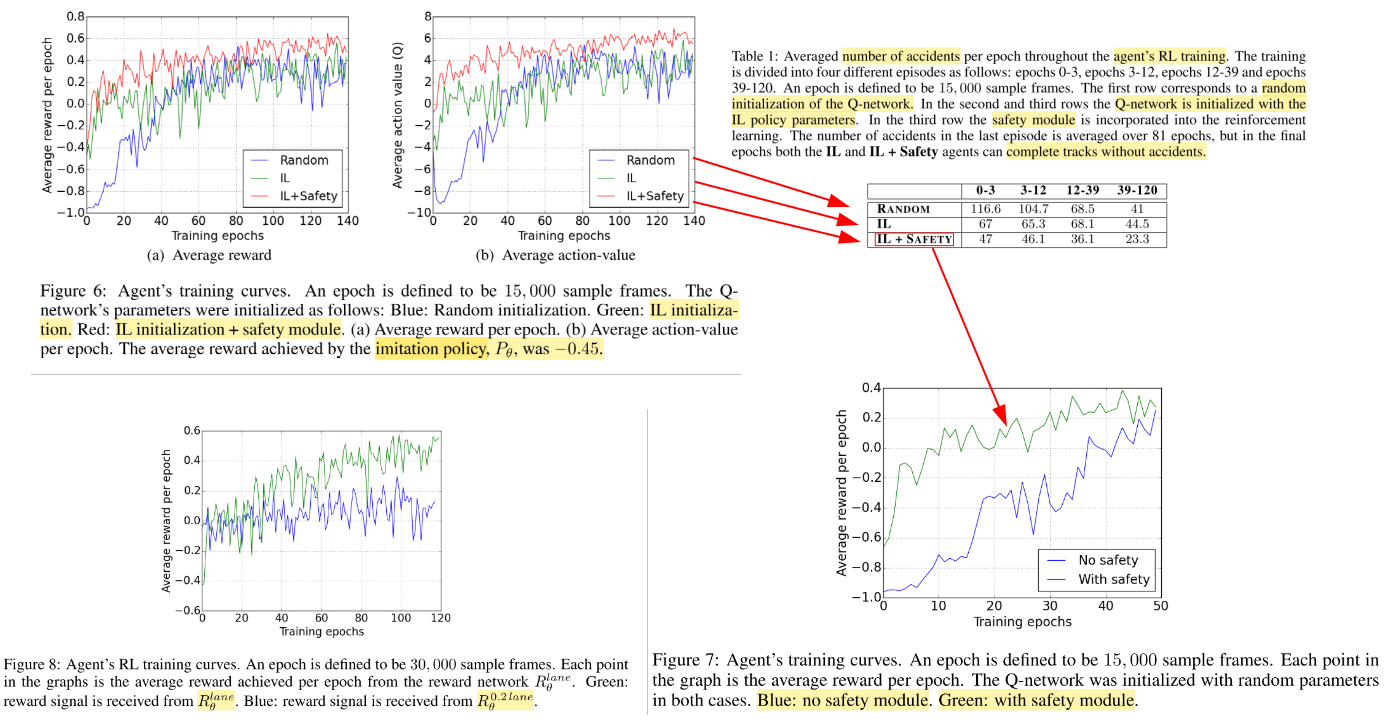 0.8
0.6
0.4
0.2
0.0
−0.2
−0.4
−0.6
−0.8
−1.0
Average reward per epoch
0 20 40 60 80 100 120 140
Training epochs
Random
IL
IL+Safety
(a) Average reward
8
6
4
2
0
−2
−4
−6
−8
−10
Average action value (Q)
0 20 40 60 80 100 120 140
Training epochs
Random
IL
IL+Safety
(b) Average action-value
Figure 6: Agent's training curves. An epoch is defined to be 15,000 sample frames. The Q-
network's parameters were initialized as follows: Blue: Random initialization. Green: IL initializa-
tion. Red: IL initialization + safety module. (a) Average reward per epoch. (b) Average action-value
per epoch. The average reward achieved by the imitation policy, Pθ, was −0.45.
Table 1: Averaged number of accidents per epoch throughout the agent's RL training. The training
is divided into four different episodes as follows: epochs 0-3, epochs 3-12, epochs 12-39 and epochs
39-120. An epoch is defined to be 15,000 sample frames. The first row corresponds to a random
initialization of the Q-network. In the second and third rows the Q-network is initialized with the
IL policy parameters. In the third row the safety module is incorporated into the reinforcement
learning. The number of accidents in the last episode is averaged over 81 epochs, but in the final
epochs both the IL and IL + Safety agents can complete tracks without accidents.
0-3 3-12 12-39 39-120
RANDOM 116.6 104.7 68.5 41
IL 67 65.3 68.1 44.5
IL + SAFETY 47 46.1 36.1 23.3
0.6
0.4
0.2
0.0
−0.2
−0.4
−0.6
Average reward per epoch
0 20 40 60 80 100 120
Training epochs
Figure 8: Agent's RL training curves. An epoch is defined to be 30,000 sample frames. Each point
in the graphs is the average reward achieved per epoch from the reward network Rθ^lane. Green:
reward signal is received from Rθ^lane. Blue: reward signal is received from Rθ^0.2 lane.
0.4
0.2
0.0
−0.2
−0.4
−0.6
−0.8
−1.0
Average reward per epoch
0 10 20 30 40 50
Training epochs
No safety
With safety
Figure 7: Agent's training curves. An epoch is defined to be 15,000 sample frames. Each point in
the graph is the average reward per epoch. The Q-network was initialized with random parameters
in both cases. Blue: no safety module. Green: with safety module.